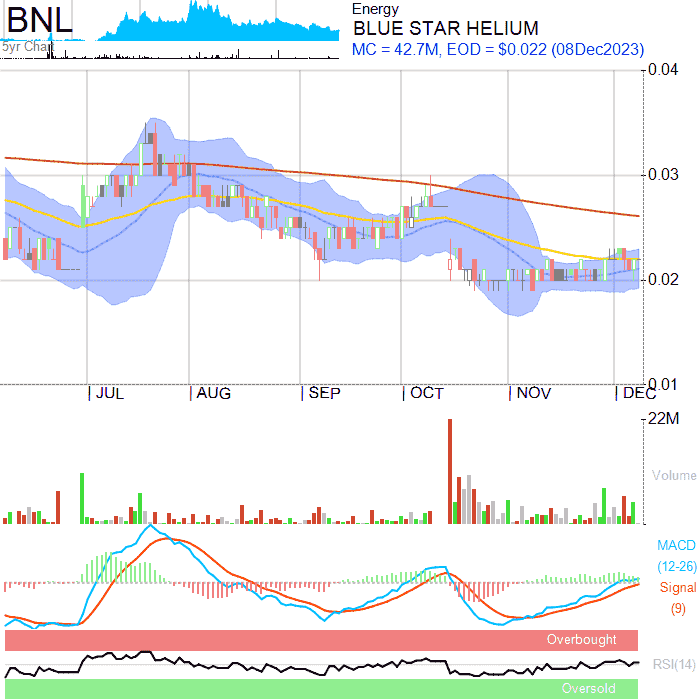 BNL
5yr Chart
Energy
BLUE STAR HELIUM
MC = 42.7M, EOD = $0.022 (08Dec2023)
0.04
0.03
0.02
0.01
JUL
AUG
SEP
OCT
NOV
DEC
22M
Volume
MACD
(12-26)
Signal
(9)
Overbought
RSI(14)
Oversold